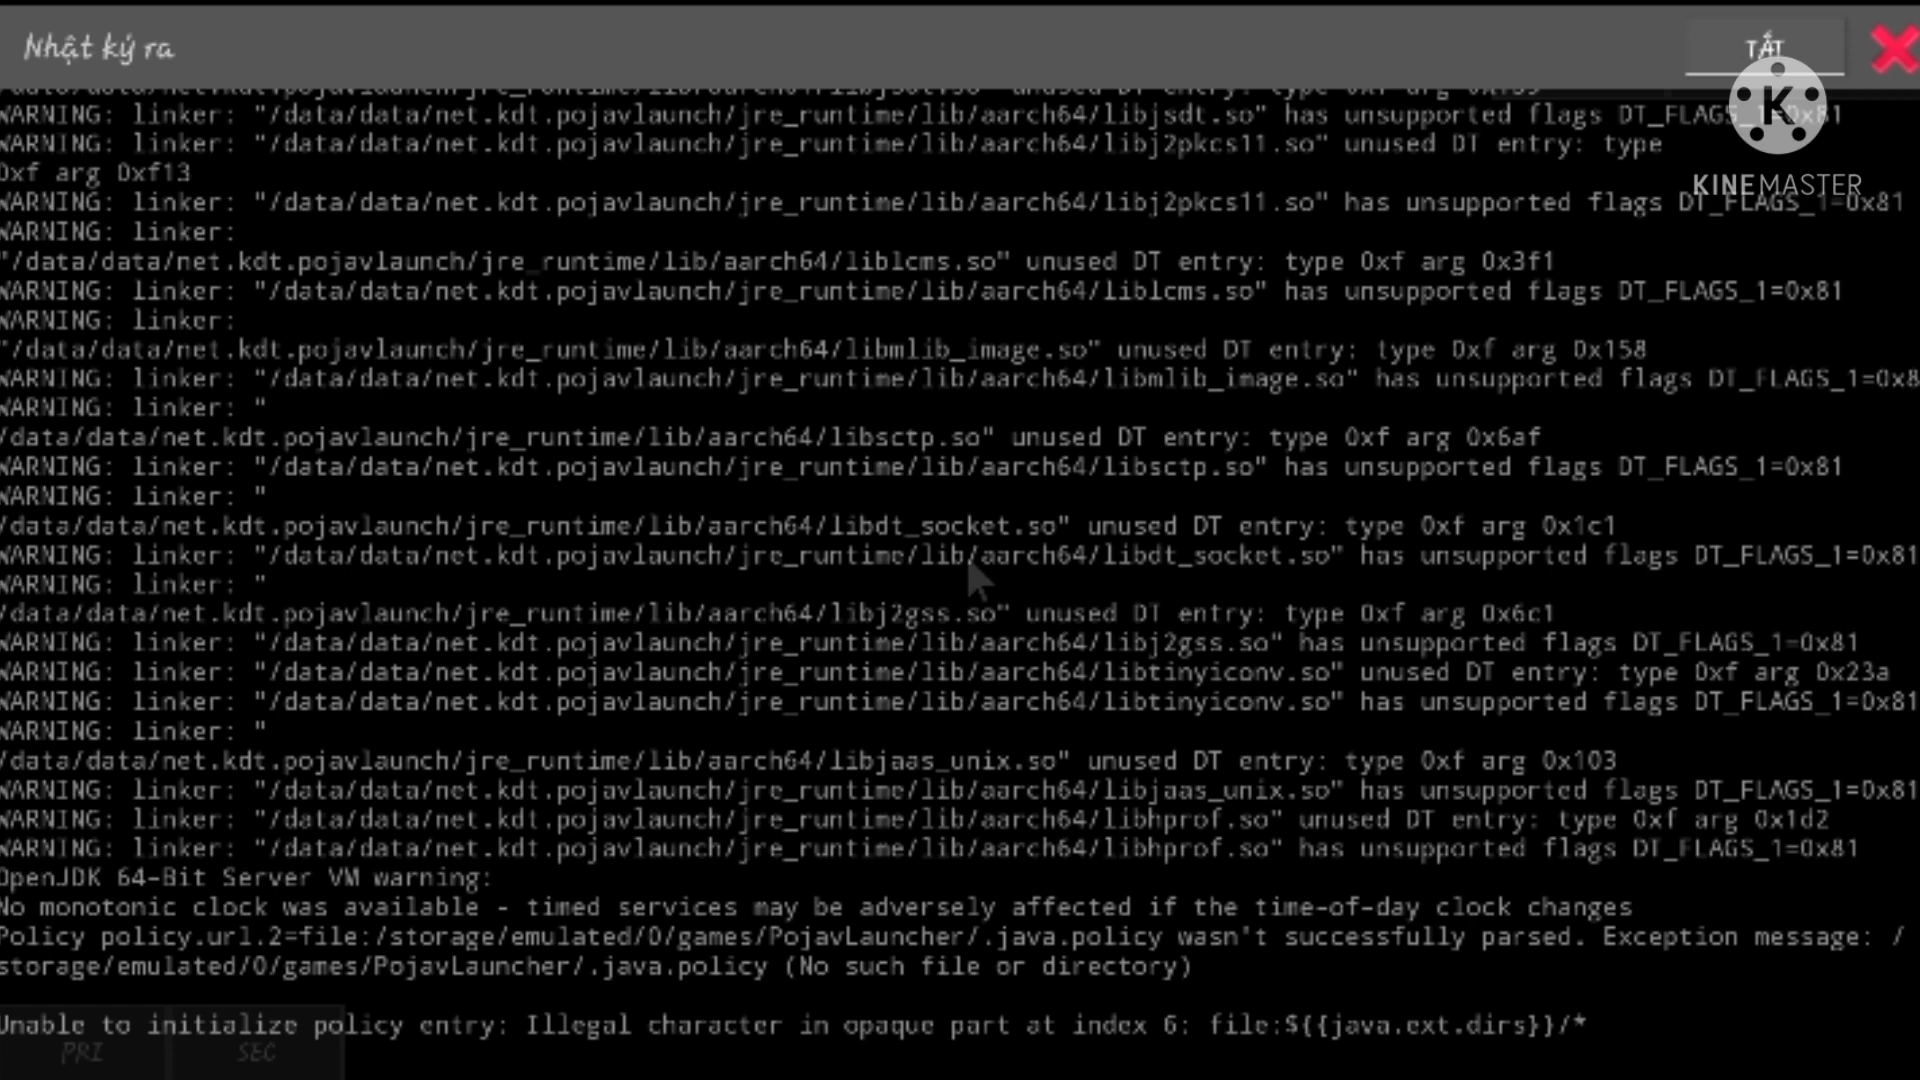 Nhật ký ra
TẮT
WARNING: linker: "/data/data/net.kdt.pojavlaunch/jre_runtime/lib/aarch64/libjsdt.so" has unsupported flags DT_FLAGS_1=0x81
WARNING: linker: "/data/data/net.kdt.pojavlaunch/jre_runtime/lib/aarch64/libj2pkcs11.so" unused DT entry: type
0xf arg 0xf13
KINEMASTER
WARNING: linker: "/data/data/net.kdt.pojavlaunch/jre_runtime/lib/aarch64/libj2pkcs11.so" has unsupported flags DT_FLAGS_1=0x81
WARNING: linker:
"/data/data/net.kdt.pojavlaunch/jre_runtime/lib/aarch64/liblcms.so" unused DT entry: type 0xf arg 0x3f1
WARNING: linker: "/data/data/net.kdt.pojavlaunch/jre_runtime/lib/aarch64/liblcms.so" has unsupported flags DT_FLAGS_1=0x81
WARNING: linker:
"/data/data/net.kdt.pojavlaunch/jre_runtime/lib/aarch64/libmlib_image.so" unused DT entry: type 0xf arg 0x158
WARNING: linker: "/data/data/net.kdt.pojavlaunch/jre_runtime/lib/aarch64/libmlib_image.so" has unsupported flags DT_FLAGS_1=0x8
WARNING: linker: "
/data/data/net.kdt.pojavlaunch/jre_runtime/lib/aarch64/libsctp.so" unused DT entry: type 0xf arg 0x6af
WARNING: linker: "/data/data/net.kdt.pojavlaunch/jre_runtime/lib/aarch64/libsctp.so" has unsupported flags DT_FLAGS_1=0x81
WARNING: linker: "
/data/data/net.kdt.pojavlaunch/jre_runtime/lib/aarch64/libdt_socket.so" unused DT entry: type 0xf arg 0x1c1
WARNING: linker: "/data/data/net.kdt.pojavlaunch/jre_runtime/lib/aarch64/libdt_socket.so" has unsupported flags DT_FLAGS_1=0x81
WARNING: linker: "
/data/data/net.kdt.pojavlaunch/jre_runtime/lib/aarch64/libj2gss.so" unused DT entry: type 0xf arg 0x6c1
WARNING: linker: "/data/data/net.kdt.pojavlaunch/jre_runtime/lib/aarch64/libj2gss.so" has unsupported flags DT_FLAGS_1=0x81
WARNING: linker: "/data/data/net.kdt.pojavlaunch/jre_runtime/lib/aarch64/libtinyiconv.so" unused DT entry: type 0xf arg 0x23a
WARNING: linker: "/data/data/net.kdt.pojavlaunch/jre_runtime/lib/aarch64/libtinyiconv.so" has unsupported flags DT_FLAGS_1=0x81
WARNING: linker: "
/data/data/net.kdt.pojavlaunch/jre_runtime/lib/aarch64/libjaas_unix.so" unused DT entry: type 0xf arg 0x103
WARNING: linker: "/data/data/net.kdt.pojavlaunch/jre_runtime/lib/aarch64/libjaas_unix.so" has unsupported flags DT_FLAGS_1=0x81
WARNING: linker: "/data/data/net.kdt.pojavlaunch/jre_runtime/lib/aarch64/libhprof.so" unused DT entry: type 0xf arg 0x1d2
WARNING: linker: "/data/data/net.kdt.pojavlaunch/jre_runtime/lib/aarch64/libhprof.so" has unsupported flags DT_FLAGS_1=0x81
OpenJDK 64-Bit Server VM warning:
No monotonic clock was available - timed services may be adversely affected if the time-of-day clock changes
Policy policy.url.2=file:/storage/emulated/0/games/PojavLauncher/.java.policy wasn't successfully parsed. Exception message: /
storage/emulated/0/games/PojavLauncher/.java.policy (No such file or directory)
Unable to initialize policy entry: Illegal character in opaque part at index 6: file:${{java.ext.dirs}}/*
PRI
SEC